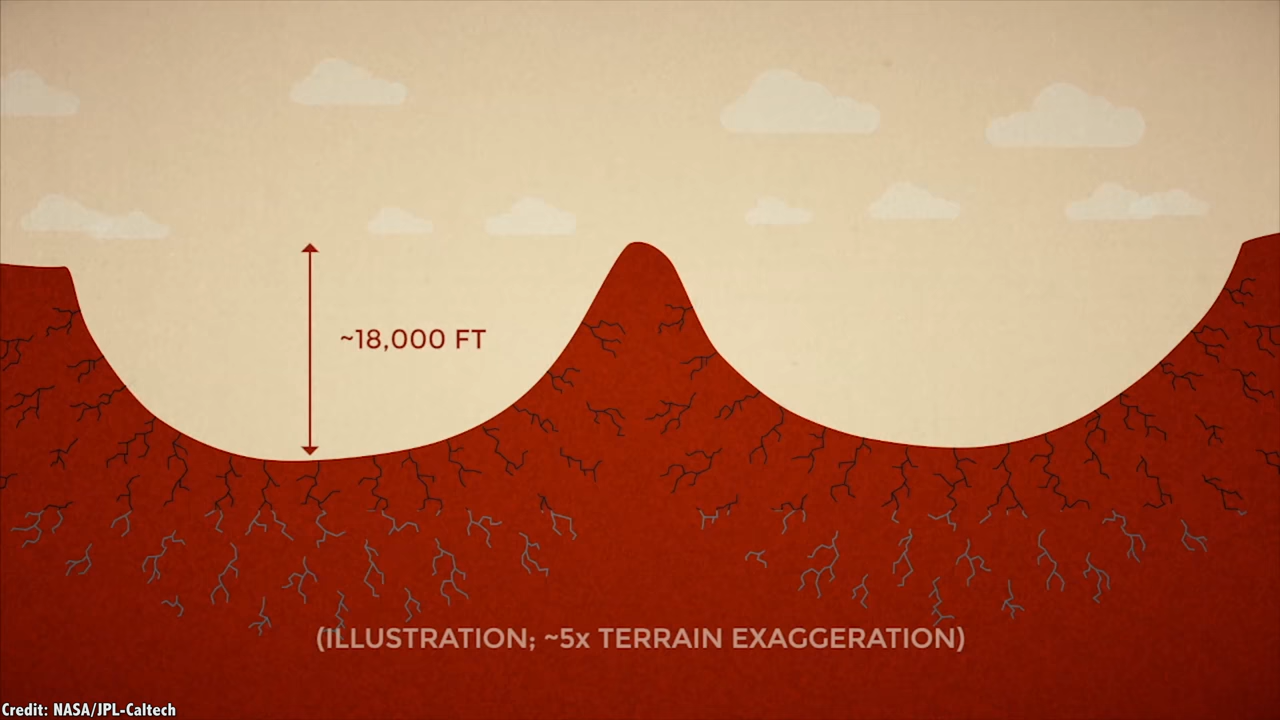 ~18,000 FT
(ILLUSTRATION; ~5x TERRAIN EXAGGERATION)
Credit: NASA/JPL-Caltech